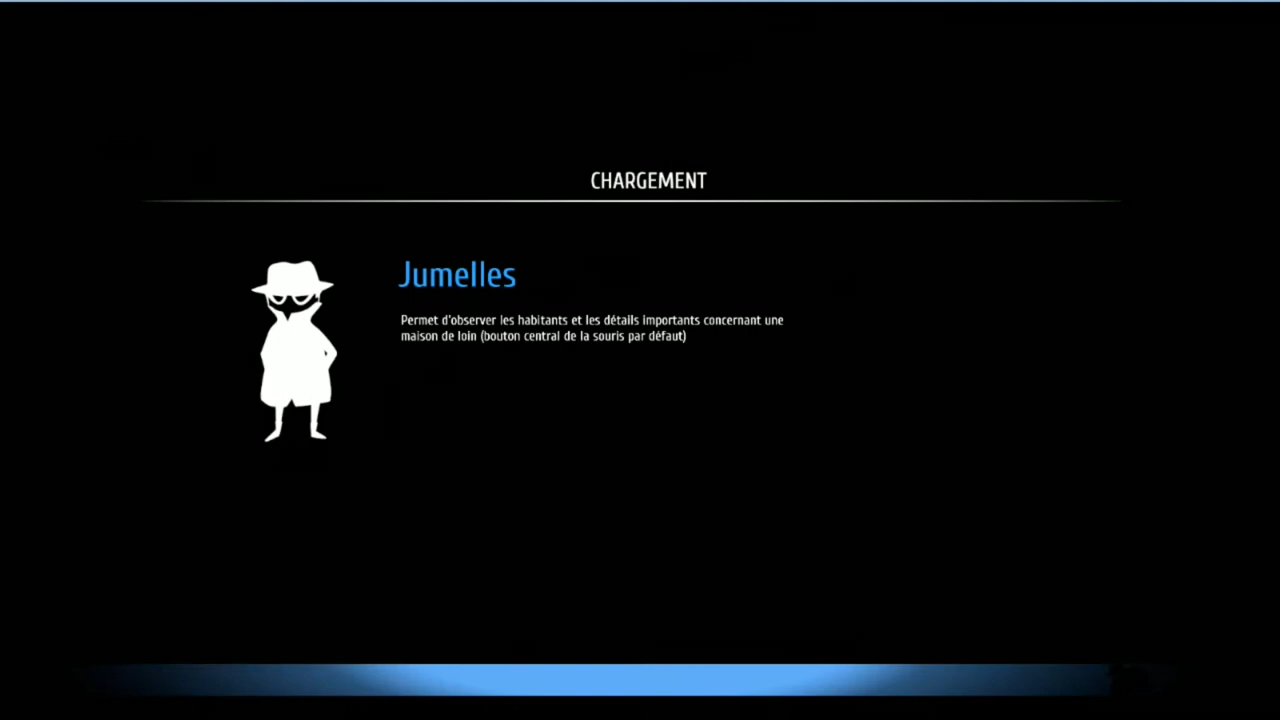 CHARGEMENT
Jumelles
Permet d'observer les habitants et les détails importants concernant une
maison de loin (bouton central de la souris par défaut)